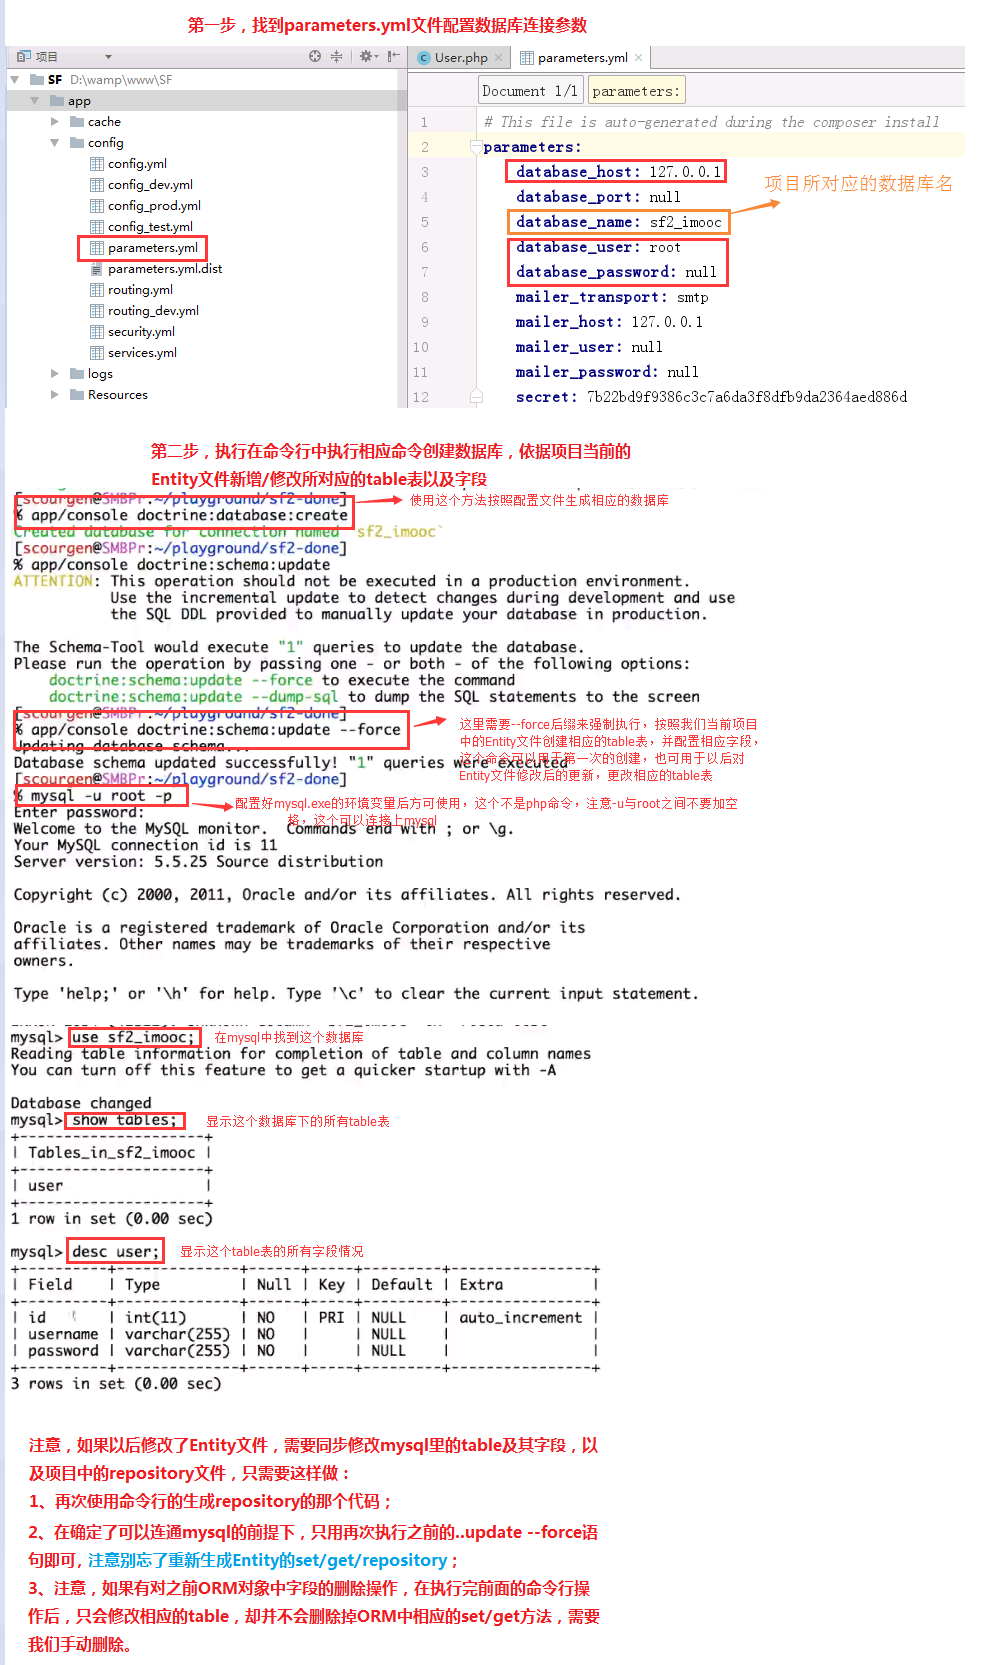 第一步，找到parameters.yml文件配置数据库连接参数
项目
SF D:\wamp\www\SF
app
cache
config
config.yml
config_dev.yml
config_prod.yml
config_test.yml
parameters.yml
parameters.yml.dist
routing.yml
routing_dev.yml
security.yml
services.yml
logs
Resources
User.php
parameters.yml
Document 1/1 parameters:
1 # This file is auto-generated during the composer install
2 parameters:
3 database_host: 127.0.0.1
4 database_port: null
5 database_name: sf2_imooc
6 database_user: root
7 database_password: null
8 mailer_transport: smtp
9 mailer_host: 127.0.0.1
10 mailer_user: null
11 mailer_password: null
12 secret: 7b22bd9f9386c3c7a6da3f8dfb9da2364aed886d
项目所对应的数据库名
第二步，执行在命令行中执行相应命令创建数据库，依据项目当前的
Entity文件新增/修改所对应的table表以及字段
[scourgen@SMBPr:~/playground/sf2-done]
% app/console doctrine:database:create
使用这个方法按照配置文件生成相应的数据库
Created database for connection named `sf2_imooc`
[scourgen@SMBPr:~/playground/sf2-done]
% app/console doctrine:schema:update
ATTENTION: This operation should not be executed in a production environment.
Use the incremental update to detect changes during development and use
the SQL DDL provided to manually update your database in production.
The Schema-Tool would execute "1" queries to update the database.
Please run the operation by passing one - or both - of the following options:
doctrine:schema:update --force to execute the command
doctrine:schema:update --dump-sql to dump the SQL statements to the screen
[scourgen@SMBPr:~/playground/sf2-done]
% app/console doctrine:schema:update --force
Updating database schema...
Database schema updated successfully! "1" queries were executed
这里需要--force后缀来强制执行，按照我们当前项目
中的Entity文件创建相应的table表，并配置相应字段，
这个命令可以用于第一次的创建，也可用于以后对
Entity文件修改后的更新，更改相应的table表
[scourgen@SMBPr:~/playground/sf2-done]
% mysql -u root -p
配置好mysql.exe的环境变量后方可使用，这个不是php命令，注意-u与root之间不要加空
格，这个可以连接上mysql
Enter password:
Welcome to the MySQL monitor.  Commands end with ; or \g.
Your MySQL connection id is 11
Server version: 5.5.25 Source distribution
Copyright (c) 2000, 2011, Oracle and/or its affiliates. All rights reserved.
Oracle is a registered trademark of Oracle Corporation and/or its
affiliates. Other names may be trademarks of their respective
owners.
Type 'help;' or '\h' for help. Type '\c' to clear the current input statement.
mysql> use sf2_imooc; 在mysql中找到这个数据库
Reading table information for completion of table and column names
You can turn off this feature to get a quicker startup with -A
Database changed
mysql> show tables; 显示这个数据库下的所有table表
+---------------------+
| Tables_in_sf2_imooc |
+---------------------+
| user                |
+---------------------+
1 row in set (0.00 sec)
mysql> desc user; 显示这个table表的所有字段情况
+----------+--------------+------+-----+---------+----------------+
| Field    | Type         | Null | Key | Default | Extra          |
+----------+--------------+------+-----+---------+----------------+
| id       | int(11)      | NO   | PRI | NULL    | auto_increment |
| username | varchar(255) | NO   |     | NULL    |                |
| password | varchar(255) | NO   |     | NULL    |                |
+----------+--------------+------+-----+---------+----------------+
3 rows in set (0.00 sec)
注意，如果以后修改了Entity文件，需要同步修改mysql里的table及其字段，以
及项目中的repository文件，只需要这样做：
1、再次使用命令行的生成repository的那个代码；
2、在确定了可以连通mysql的前提下，只用再次执行之前的..update --force语
句即可，注意别忘了重新生成Entity的set/get/repository；
3、注意，如果有对之前ORM对象中字段的删除操作，在执行完前面的命令行操
作后，只会修改相应的table，却并不会删除掉ORM中相应的set/get方法，需要
我们手动删除。